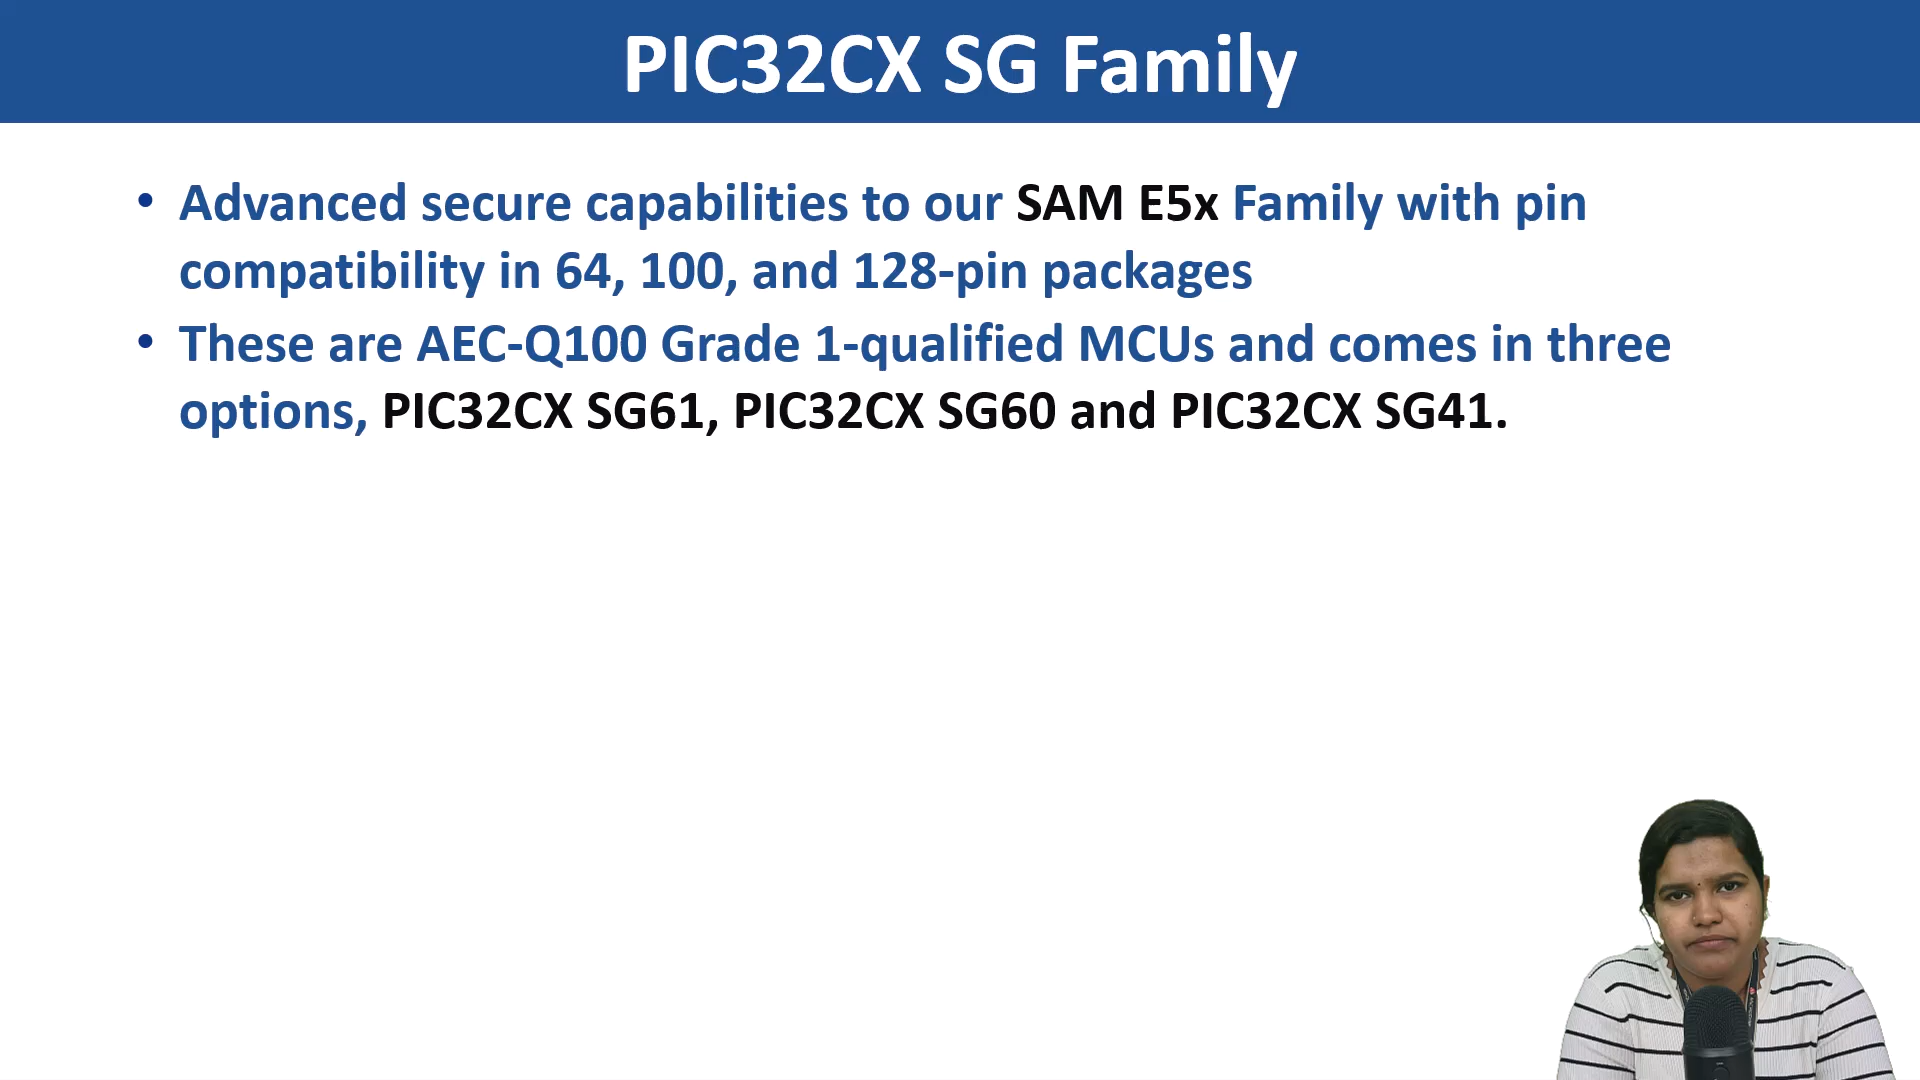 PIC32CX SG Family
• Advanced secure capabilities to our SAM E5x Family with pin
compatibility in 64, 100, and 128-pin packages
• These are AEC-Q100 Grade 1-qualified MCUs and comes in three
options, PIC32CX SG61, PIC32CX SG60 and PIC32CX SG41.